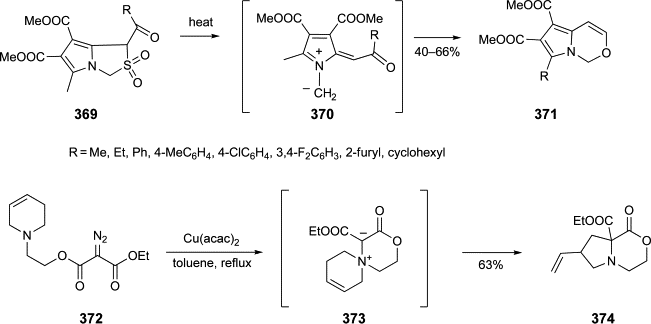 R
O
MeOOC
MeOOC
N
S
O
O
369
heat
MeOOC
COOMe
R
O
N
+
−
CH2
370
40–66%
MeOOC
MeOOC
N
O
R
371
R = Me, Et, Ph, 4-MeC6H4, 4-ClC6H4, 3,4-F2C6H3, 2-furyl, cyclohexyl
N
N2
O
O
OEt
O
372
Cu(acac)2
toluene, reflux
EtOOC
O
−
O
N+
373
63%
EtOOC
O
O
N
374